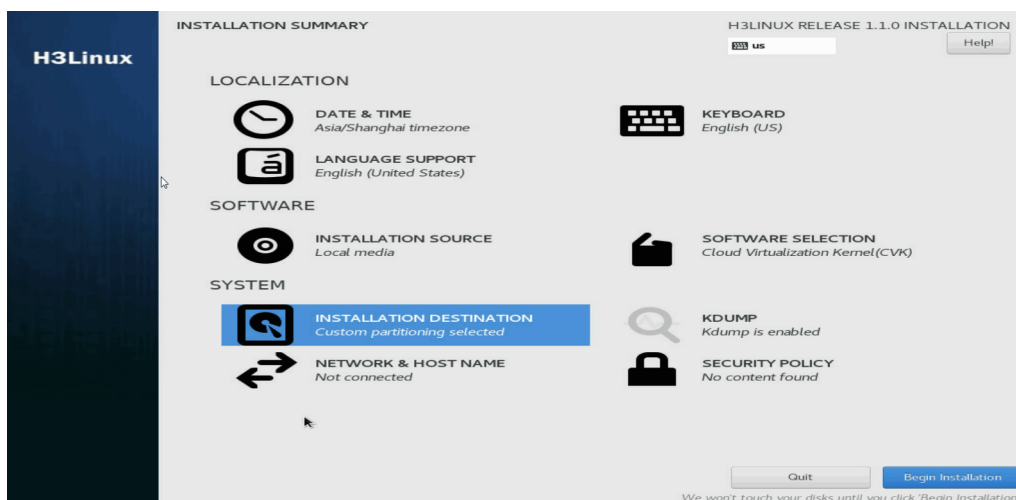 INSTALLATION SUMMARY
H3LINUX RELEASE 1.1.0 INSTALLATION
us
Help!
H3Linux
LOCALIZATION
DATE & TIME
Asia/Shanghai timezone
KEYBOARD
English (US)
LANGUAGE SUPPORT
English (United States)
SOFTWARE
INSTALLATION SOURCE
Local media
SOFTWARE SELECTION
Cloud Virtualization Kernel(CVK)
SYSTEM
INSTALLATION DESTINATION
Custom partitioning selected
KDUMP
Kdump is enabled
NETWORK & HOST NAME
Not connected
SECURITY POLICY
No content found
Quit
Begin Installation
We won't touch your disks until you click 'Begin Installation